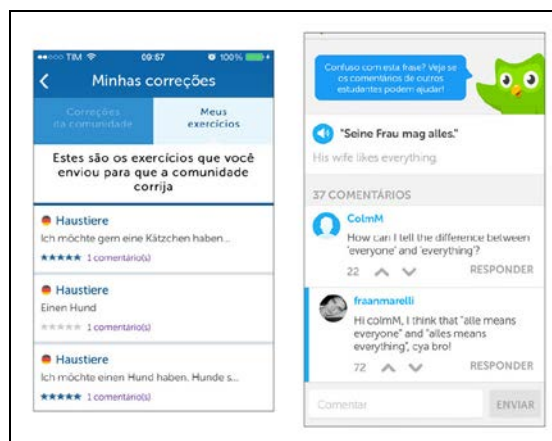 TIM 09:57 100%
Minhas correções
Correções
da comunidade
Meus
exercícios
Estes são os exercícios que você
enviou para que a comunidade
corrija
Haustiere
Ich möchte gern eine Kätzchen haben...
1 comentário(s)
Haustiere
Einen Hund
1 comentário(s)
Haustiere
Ich möchte einen Hund haben. Hunde s...
1 comentário(s)
Confuso com esta frase? Veja se
os comentários de outros
estudantes podem ajudar!
"Seine Frau mag alles."
His wife likes everything.
37 COMENTÁRIOS
ColmM
How can I tell the difference between
'everyone' and 'everything'?
22 RESPONDER
fraanmarelli
Hi colmM, I think that "alle means
everyone" and "alles means
everything", cya bro!
72 RESPONDER
Comentar ENVIAR